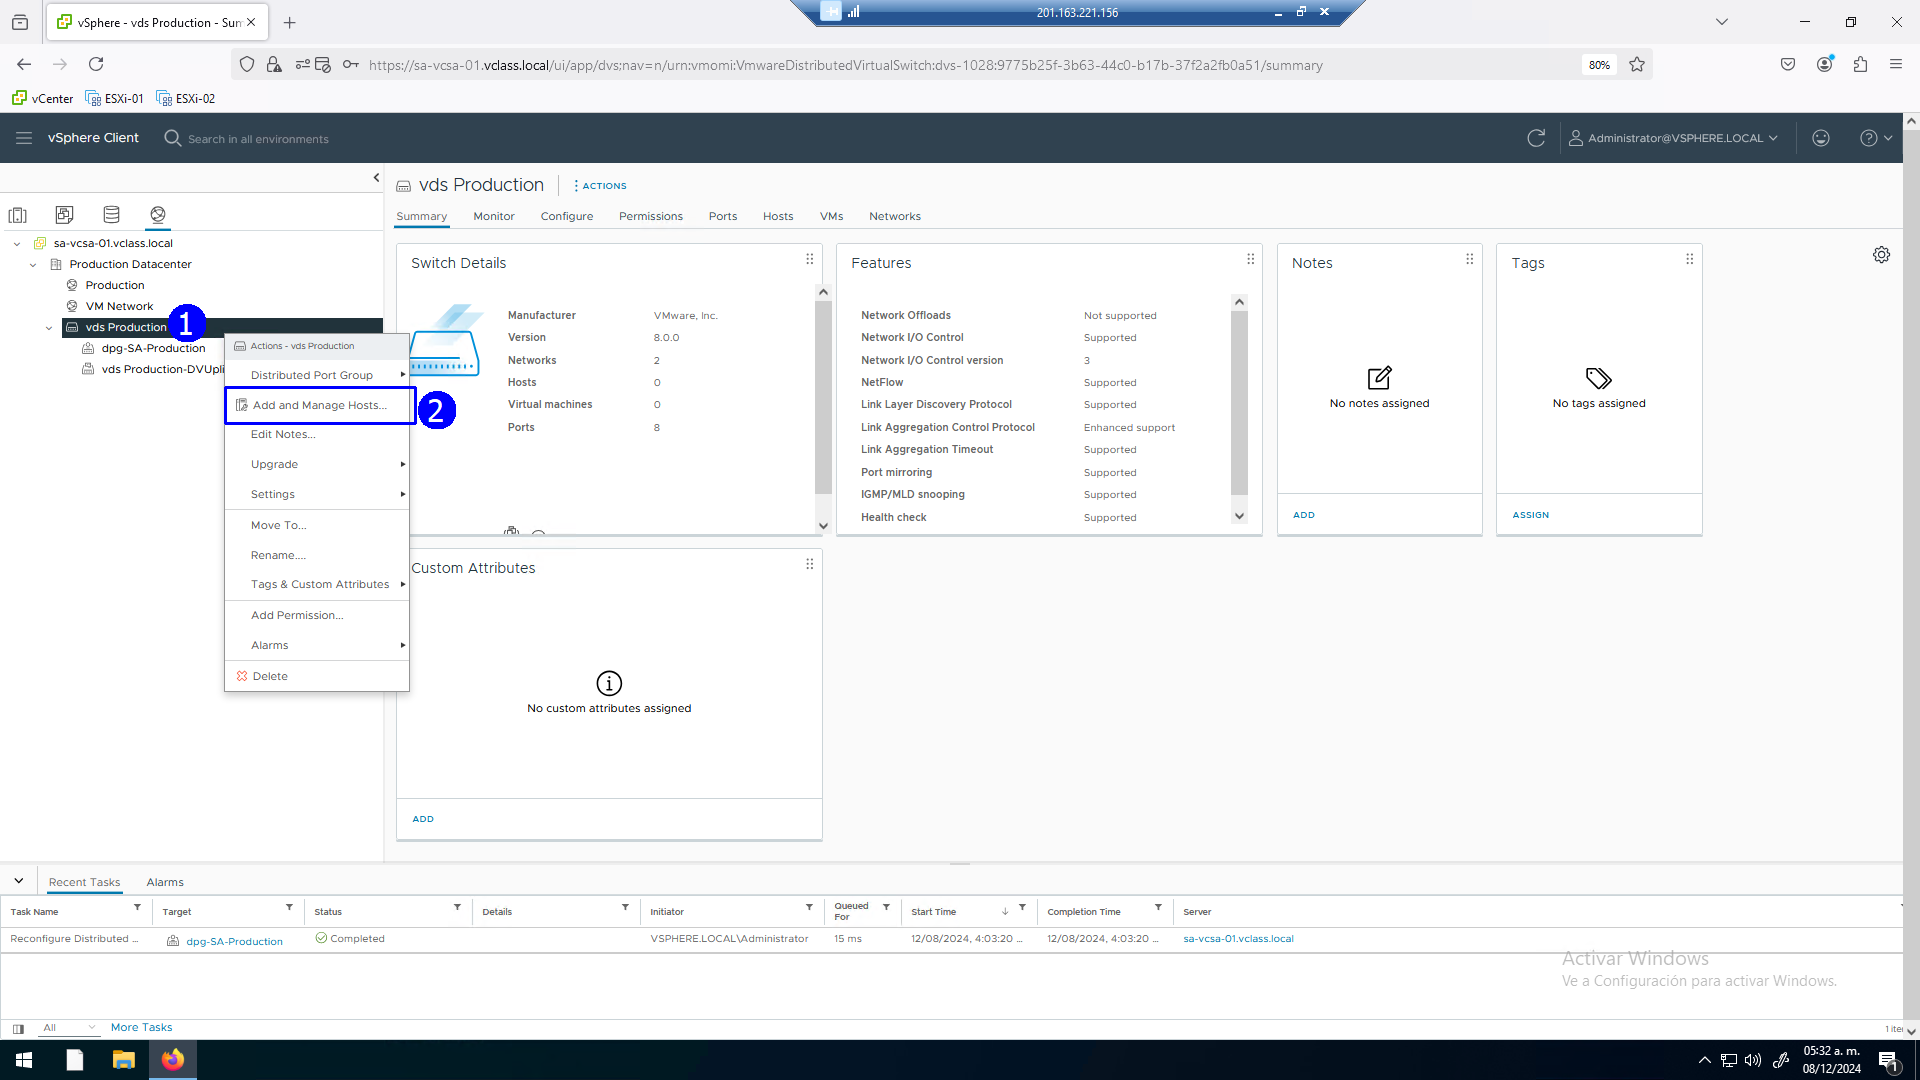 201.163.221.156
vSphere - vds Production - Sum
https://sa-vcsa-01.vclass.local/ui/app/dvs;nav=n/urn:vmomi:VmwareDistributedVirtualSwitch:dvs-1028:9775b25f-3b63-44c0-b17b-37f2a2fb0a51/summary
80%
vCenter
ESXi-01
ESXi-02
vSphere Client
Search in all environments
Administrator@VSPHERE.LOCAL
sa-vcsa-01.vclass.local
Production Datacenter
Production
VM Network
vds Production
1
dpg-SA-Production
vds Production-DVUpli
Actions - vds Production
Distributed Port Group
Add and Manage Hosts...
2
Edit Notes...
Upgrade
Settings
Move To...
Rename....
Tags & Custom Attributes
Add Permission...
Alarms
Delete
vds Production
ACTIONS
Summary
Monitor
Configure
Permissions
Ports
Hosts
VMs
Networks
Switch Details
Manufacturer VMware, Inc.
Version 8.0.0
Networks 2
Hosts 0
Virtual machines 0
Ports 8
Features
Network Offloads Not supported
Network I/O Control Supported
Network I/O Control version 3
NetFlow Supported
Link Layer Discovery Protocol Supported
Link Aggregation Control Protocol Enhanced support
Link Aggregation Timeout Supported
Port mirroring Supported
IGMP/MLD snooping Supported
Health check Supported
Notes
No notes assigned
ADD
Tags
No tags assigned
ASSIGN
Custom Attributes
No custom attributes assigned
ADD
Recent Tasks
Alarms
Task Name Target Status Details Initiator Queued For Start Time Completion Time Server
Reconfigure Distributed ... dpg-SA-Production Completed VSPHERE.LOCAL\Administrator 15 ms 12/08/2024, 4:03:20 ... 12/08/2024, 4:03:20 ... sa-vcsa-01.vclass.local
Activar Windows
Ve a Configuración para activar Windows.
All
More Tasks
1 ite
05:32 a. m.
08/12/2024
1